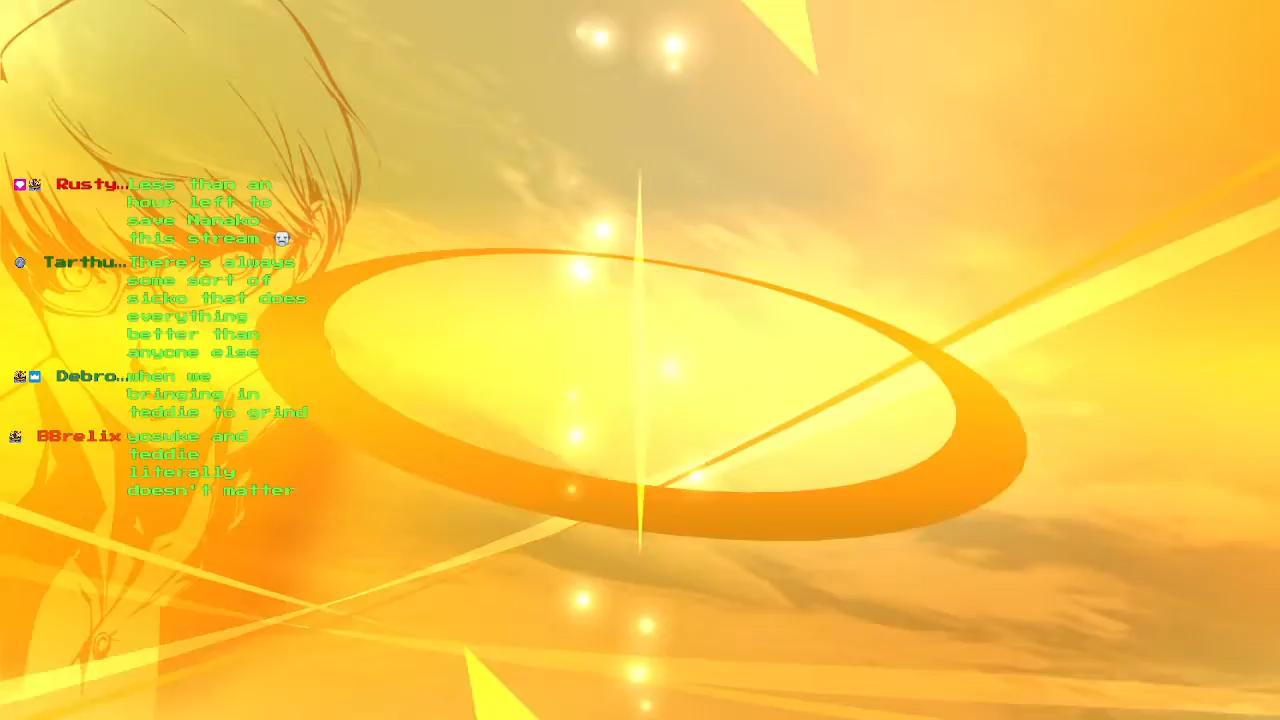 Rusty…Less than an
hour left to
save Nanako
this stream
Tarthu…There's always
some sort of
sicko that does
everything
better than
anyone else
Debro…when we
bringing in
teddie to grind
BBrelix yosuke and
teddie
literally
doesn't matter